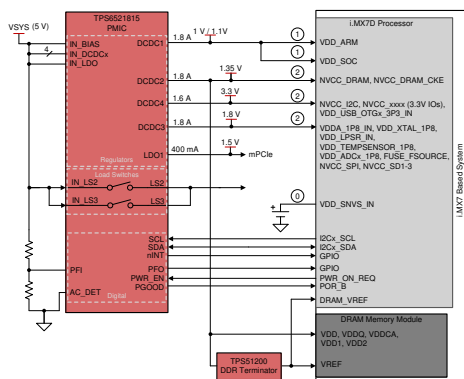 VSYS (5 V)
TPS6521815
PMIC
i.MX7D Processor
IN_BIAS
IN_DCDCx
IN_LDO
4
DCDC1
1.8 A
1 V / 1.1V
1
VDD_ARM
1
VDD_SOC
DCDC2
1.8 A
1.35 V
2
NVCC_DRAM, NVCC_DRAM_CKE
DCDC4
1.6 A
3.3 V
2
NVCC_I2C, NVCC_xxxx (3.3V IOs),
VDD_USB_OTGx_3P3_IN
DCDC3
1.8 A
1.8 V
2
VDDA_1P8_IN, VDD_XTAL_1P8,
VDD_LPSR_IN,
VDD_TEMPSENSOR_1P8,
VDD_ADCx_1P8, FUSE_FSOURCE,
NVCC_SPI, NVCC_SD1-3
LDO1
400 mA
1.5 V
mPCIe
Regulators
Load Switches
IN_LS2
LS2
IN_LS3
LS3
+
0
VDD_SNVS_IN
SCL
I2Cx_SCL
SDA
I2Cx_SDA
nINT
GPIO
PFI
PFO
GPIO
PWR_EN
PWR_ON_REQ
AC_DET
PGOOD
POR_B
Digital
DRAM_VREF
DRAM Memory Module
VDD, VDDQ, VDDCA,
VDD1, VDD2
TPS51200
DDR Terminator
VREF
i.MX7 Based System